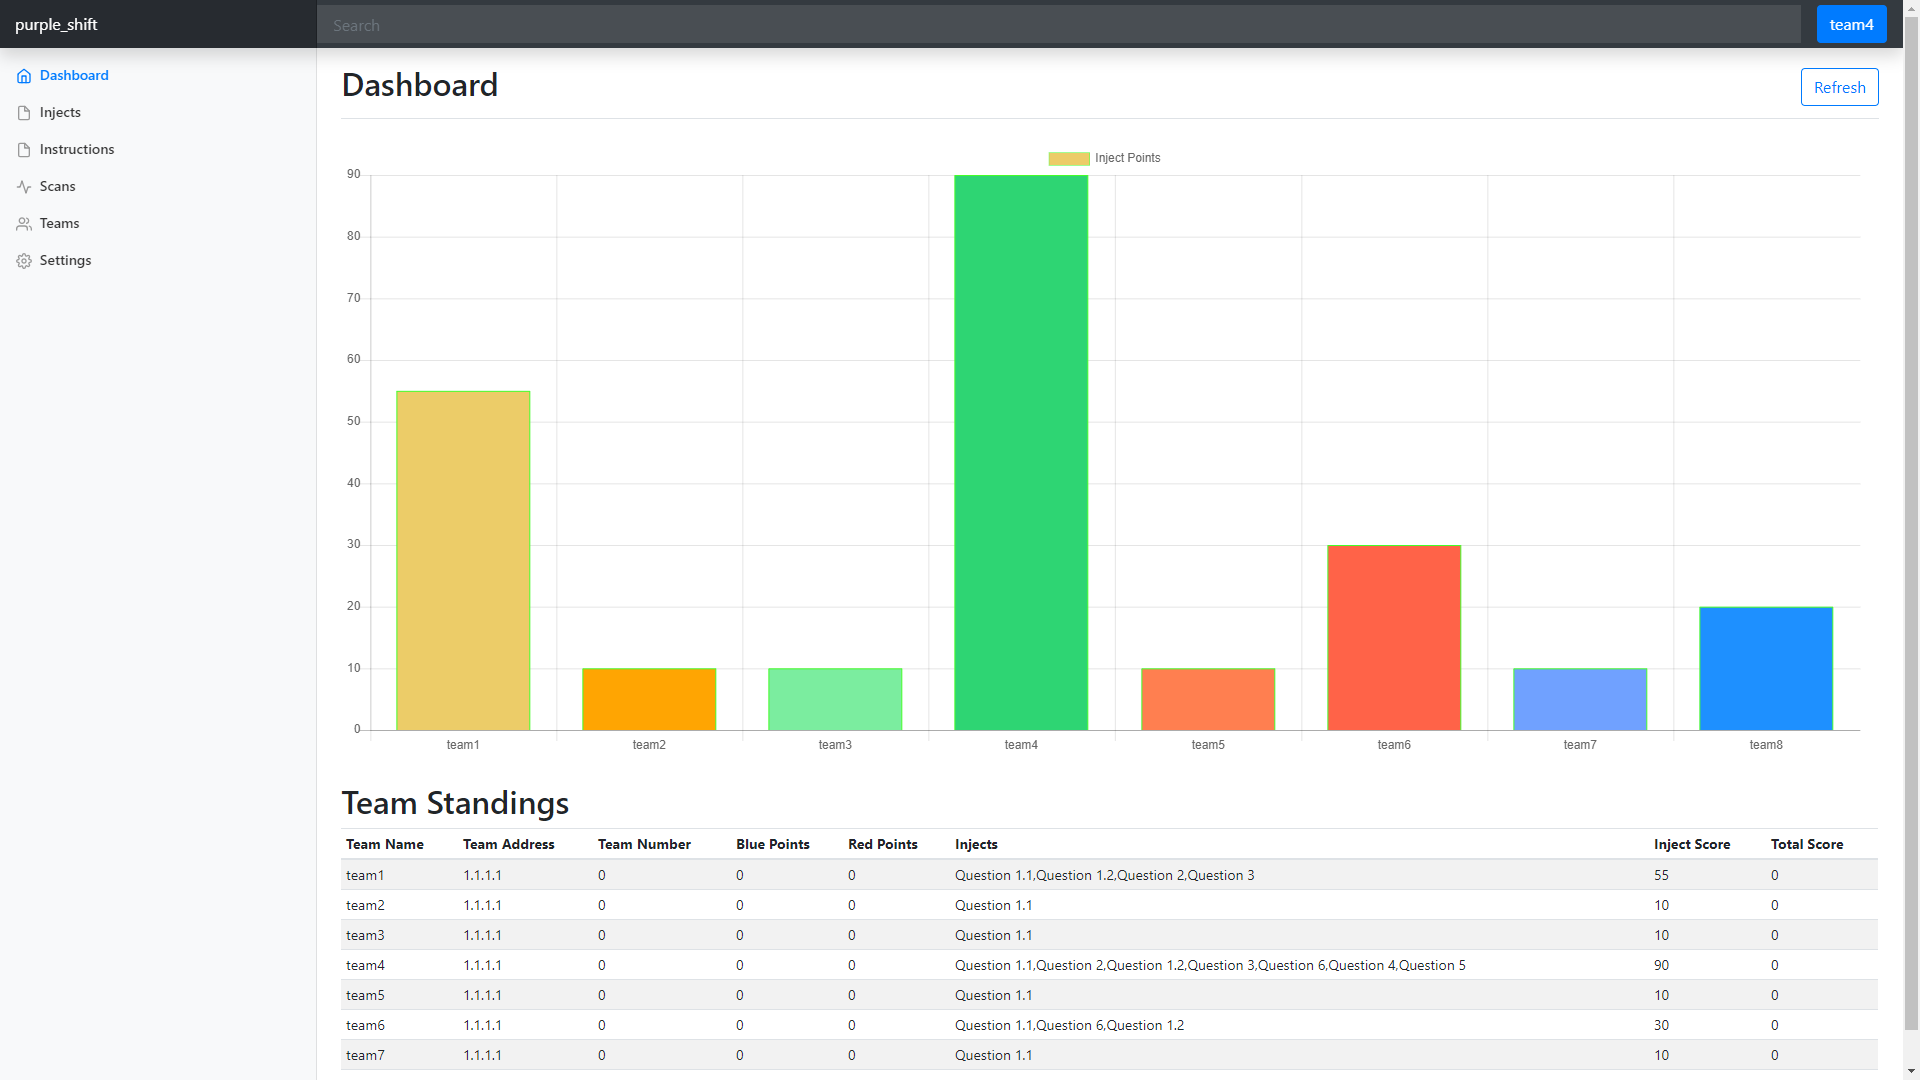 purple_shift
Search
team4
Dashboard
Injects
Instructions
Scans
Teams
Settings
Dashboard
Refresh
Inject Points
90
80
70
60
50
40
30
20
10
0
team1 team2 team3 team4 team5 team6 team7 team8
Team Standings
Team Name Team Address Team Number Blue Points Red Points Injects Inject Score Total Score
team1 1.1.1.1 0 0 0 Question 1.1,Question 1.2,Question 2,Question 3 55 0
team2 1.1.1.1 0 0 0 Question 1.1 10 0
team3 1.1.1.1 0 0 0 Question 1.1 10 0
team4 1.1.1.1 0 0 0 Question 1.1,Question 2,Question 1.2,Question 3,Question 6,Question 4,Question 5 90 0
team5 1.1.1.1 0 0 0 Question 1.1 10 0
team6 1.1.1.1 0 0 0 Question 1.1,Question 6,Question 1.2 30 0
team7 1.1.1.1 0 0 0 Question 1.1 10 0